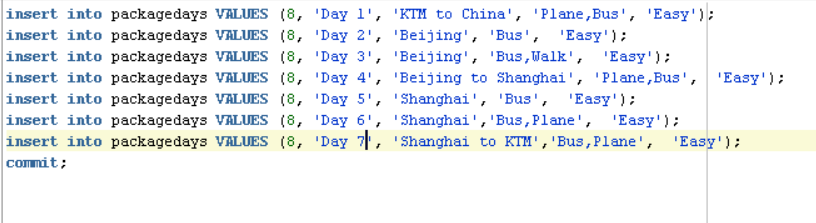 insert into packagedays VALUES (8, 'Day 1', 'KTM to China', 'Plane,Bus', 'Easy');
insert into packagedays VALUES (8, 'Day 2', 'Beijing', 'Bus',  'Easy');
insert into packagedays VALUES (8, 'Day 3', 'Beijing', 'Bus,Walk',  'Easy');
insert into packagedays VALUES (8, 'Day 4', 'Beijing to Shanghai', 'Plane,Bus',  'Easy');
insert into packagedays VALUES (8, 'Day 5', 'Shanghai', 'Bus',  'Easy');
insert into packagedays VALUES (8, 'Day 6', 'Shanghai','Bus,Plane',  'Easy');
insert into packagedays VALUES (8, 'Day 7', 'Shanghai to KTM','Bus,Plane',  'Easy');
commit;